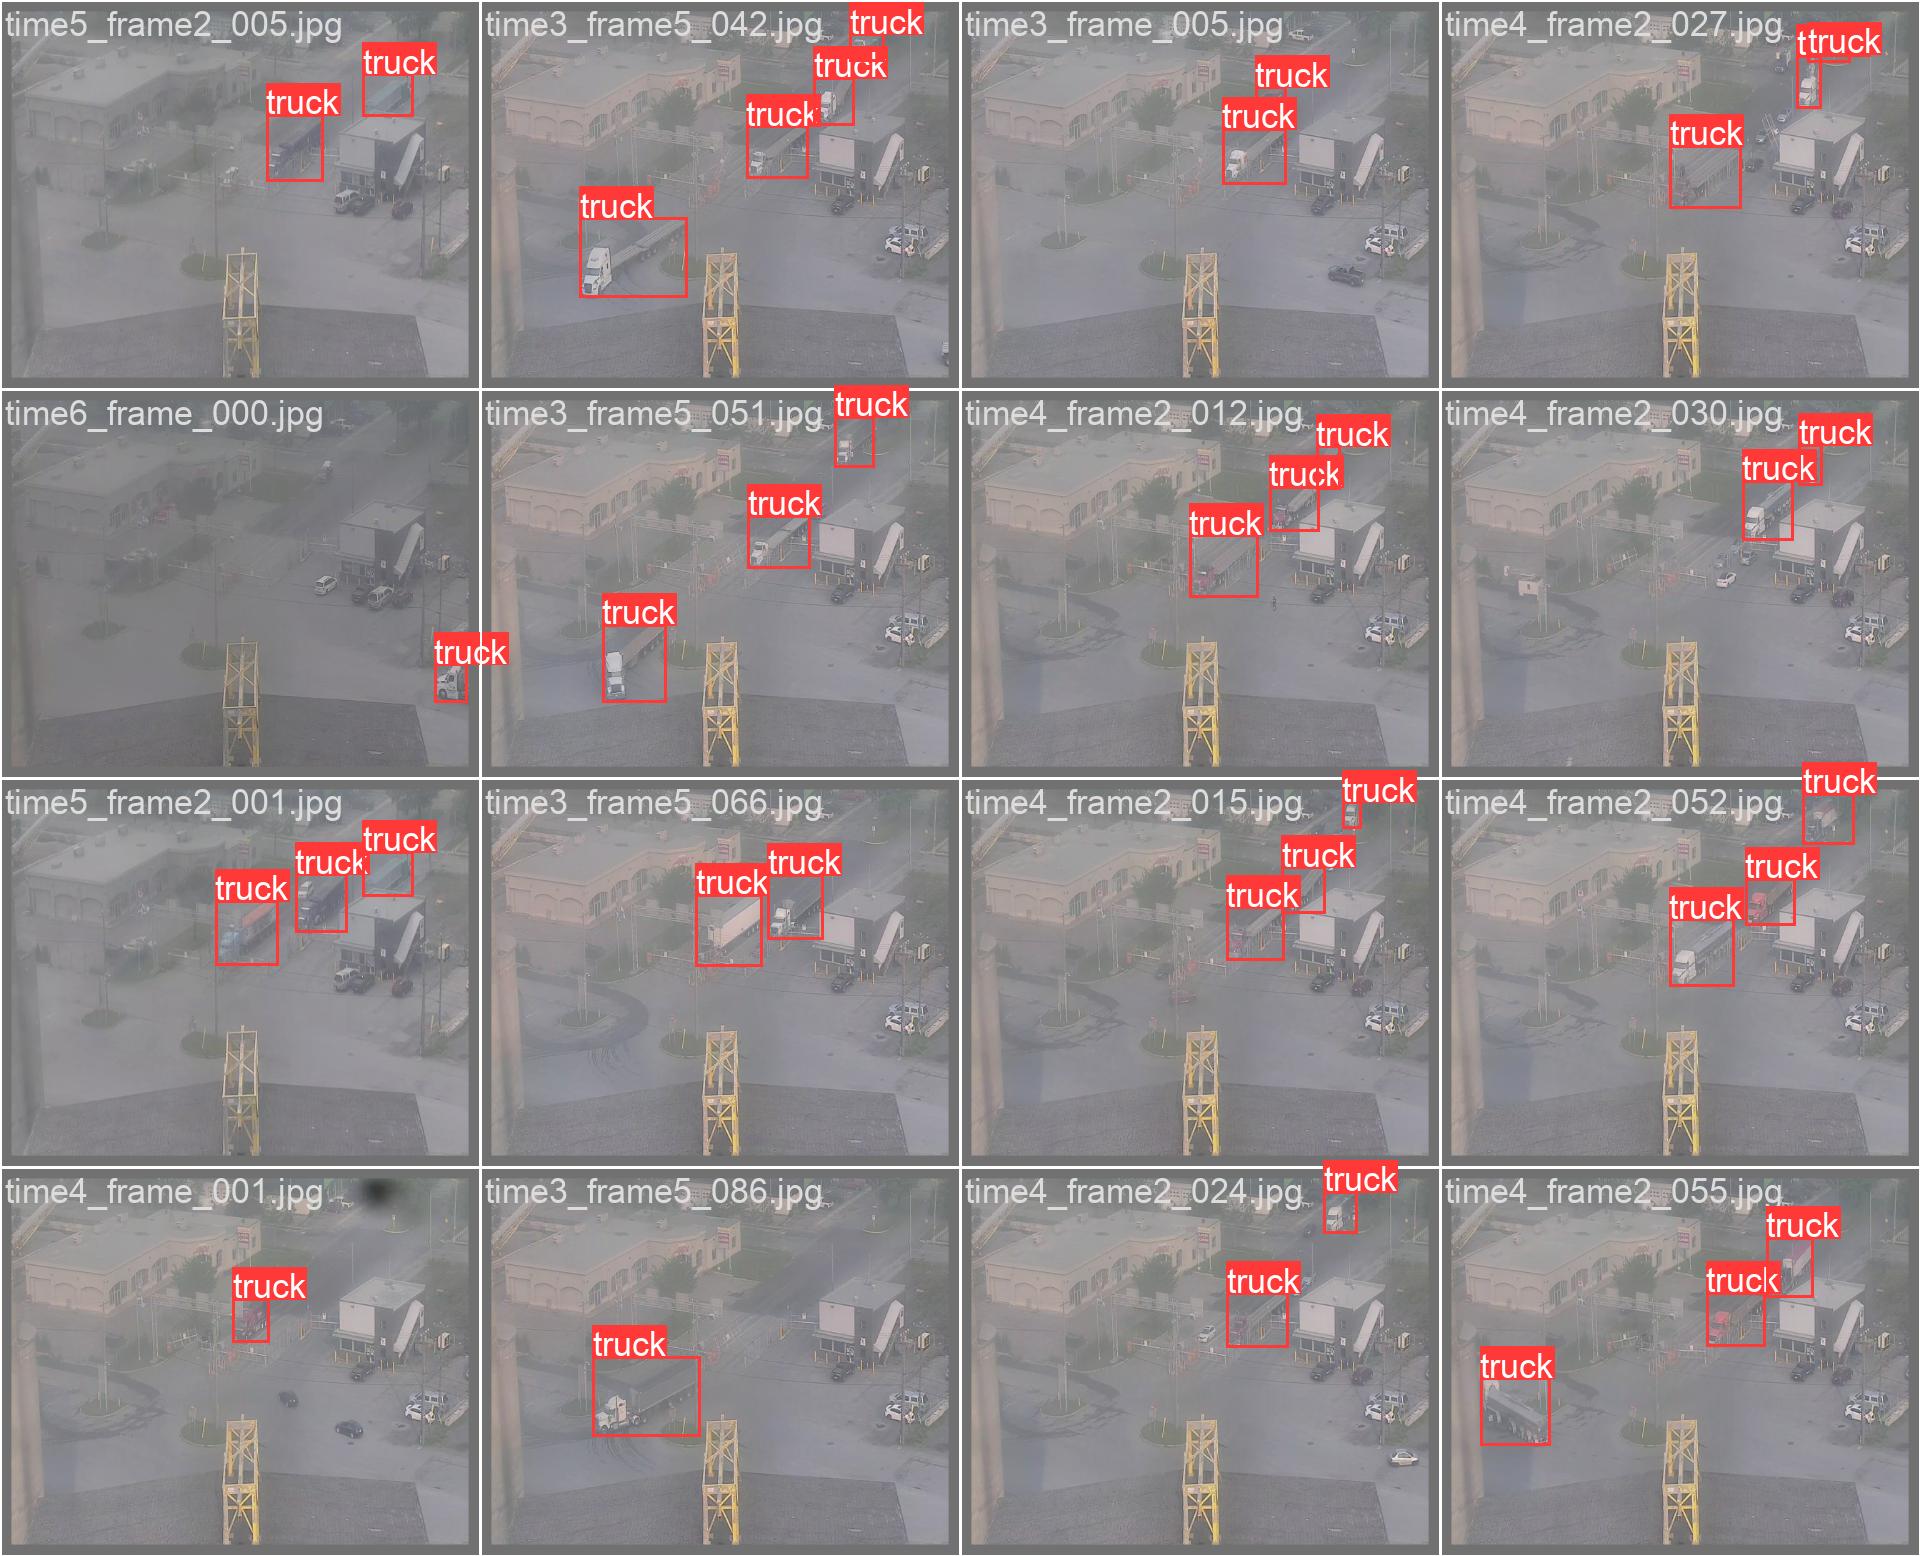 time5_frame2_005.jpg
truck
truck
time3_frame5_042.jpg
truck
truck
truck
truck
time3_frame_005.jpg
truck
truck
time4_frame2_027.jpg
t
truck
truck
time6_frame_000.jpg
truck
time3_frame5_051.jpg
truck
truck
truck
time4_frame2_012.jpg
truck
truck
truck
time4_frame2_030.jpg
truck
truck
time5_frame2_001.jpg
truck
truck
truck
time3_frame5_066.jpg
truck
truck
time4_frame2_015.jpg
truck
truck
truck
time4_frame2_052.jpg
truck
truck
truck
time4_frame_001.jpg
truck
time3_frame5_086.jpg
truck
time4_frame2_024.jpg
truck
truck
time4_frame2_055.jpg
truck
truck
truck